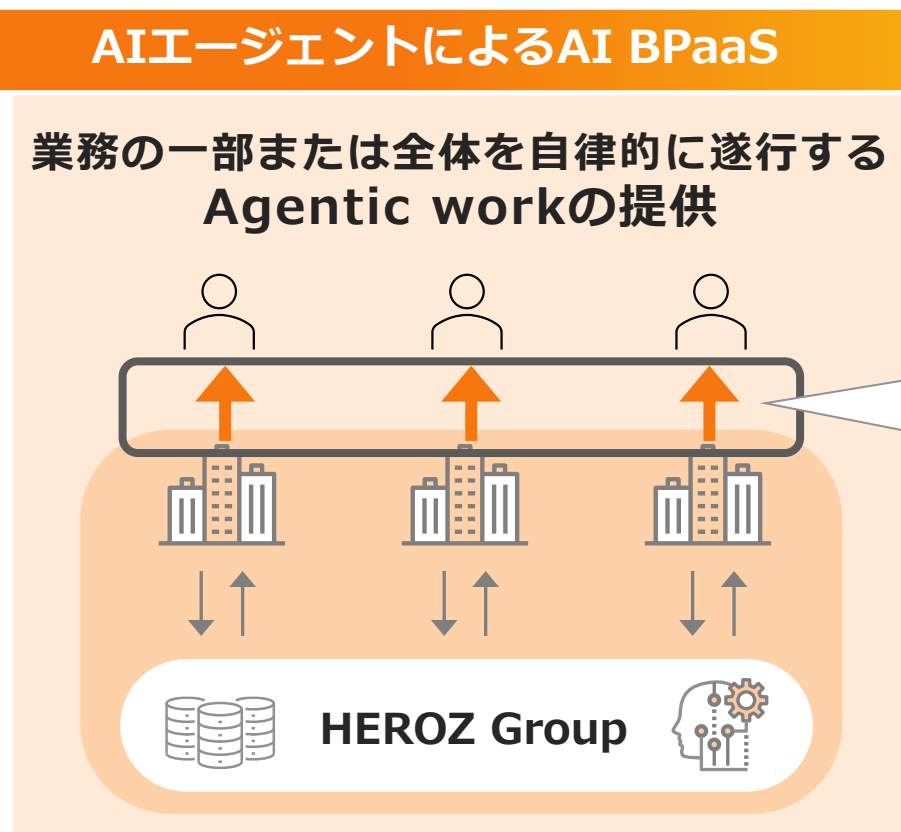 AIエージェントによるAI BPaaS
業務の一部または全体を自律的に遂行する
Agentic workの提供
HEROZ Group